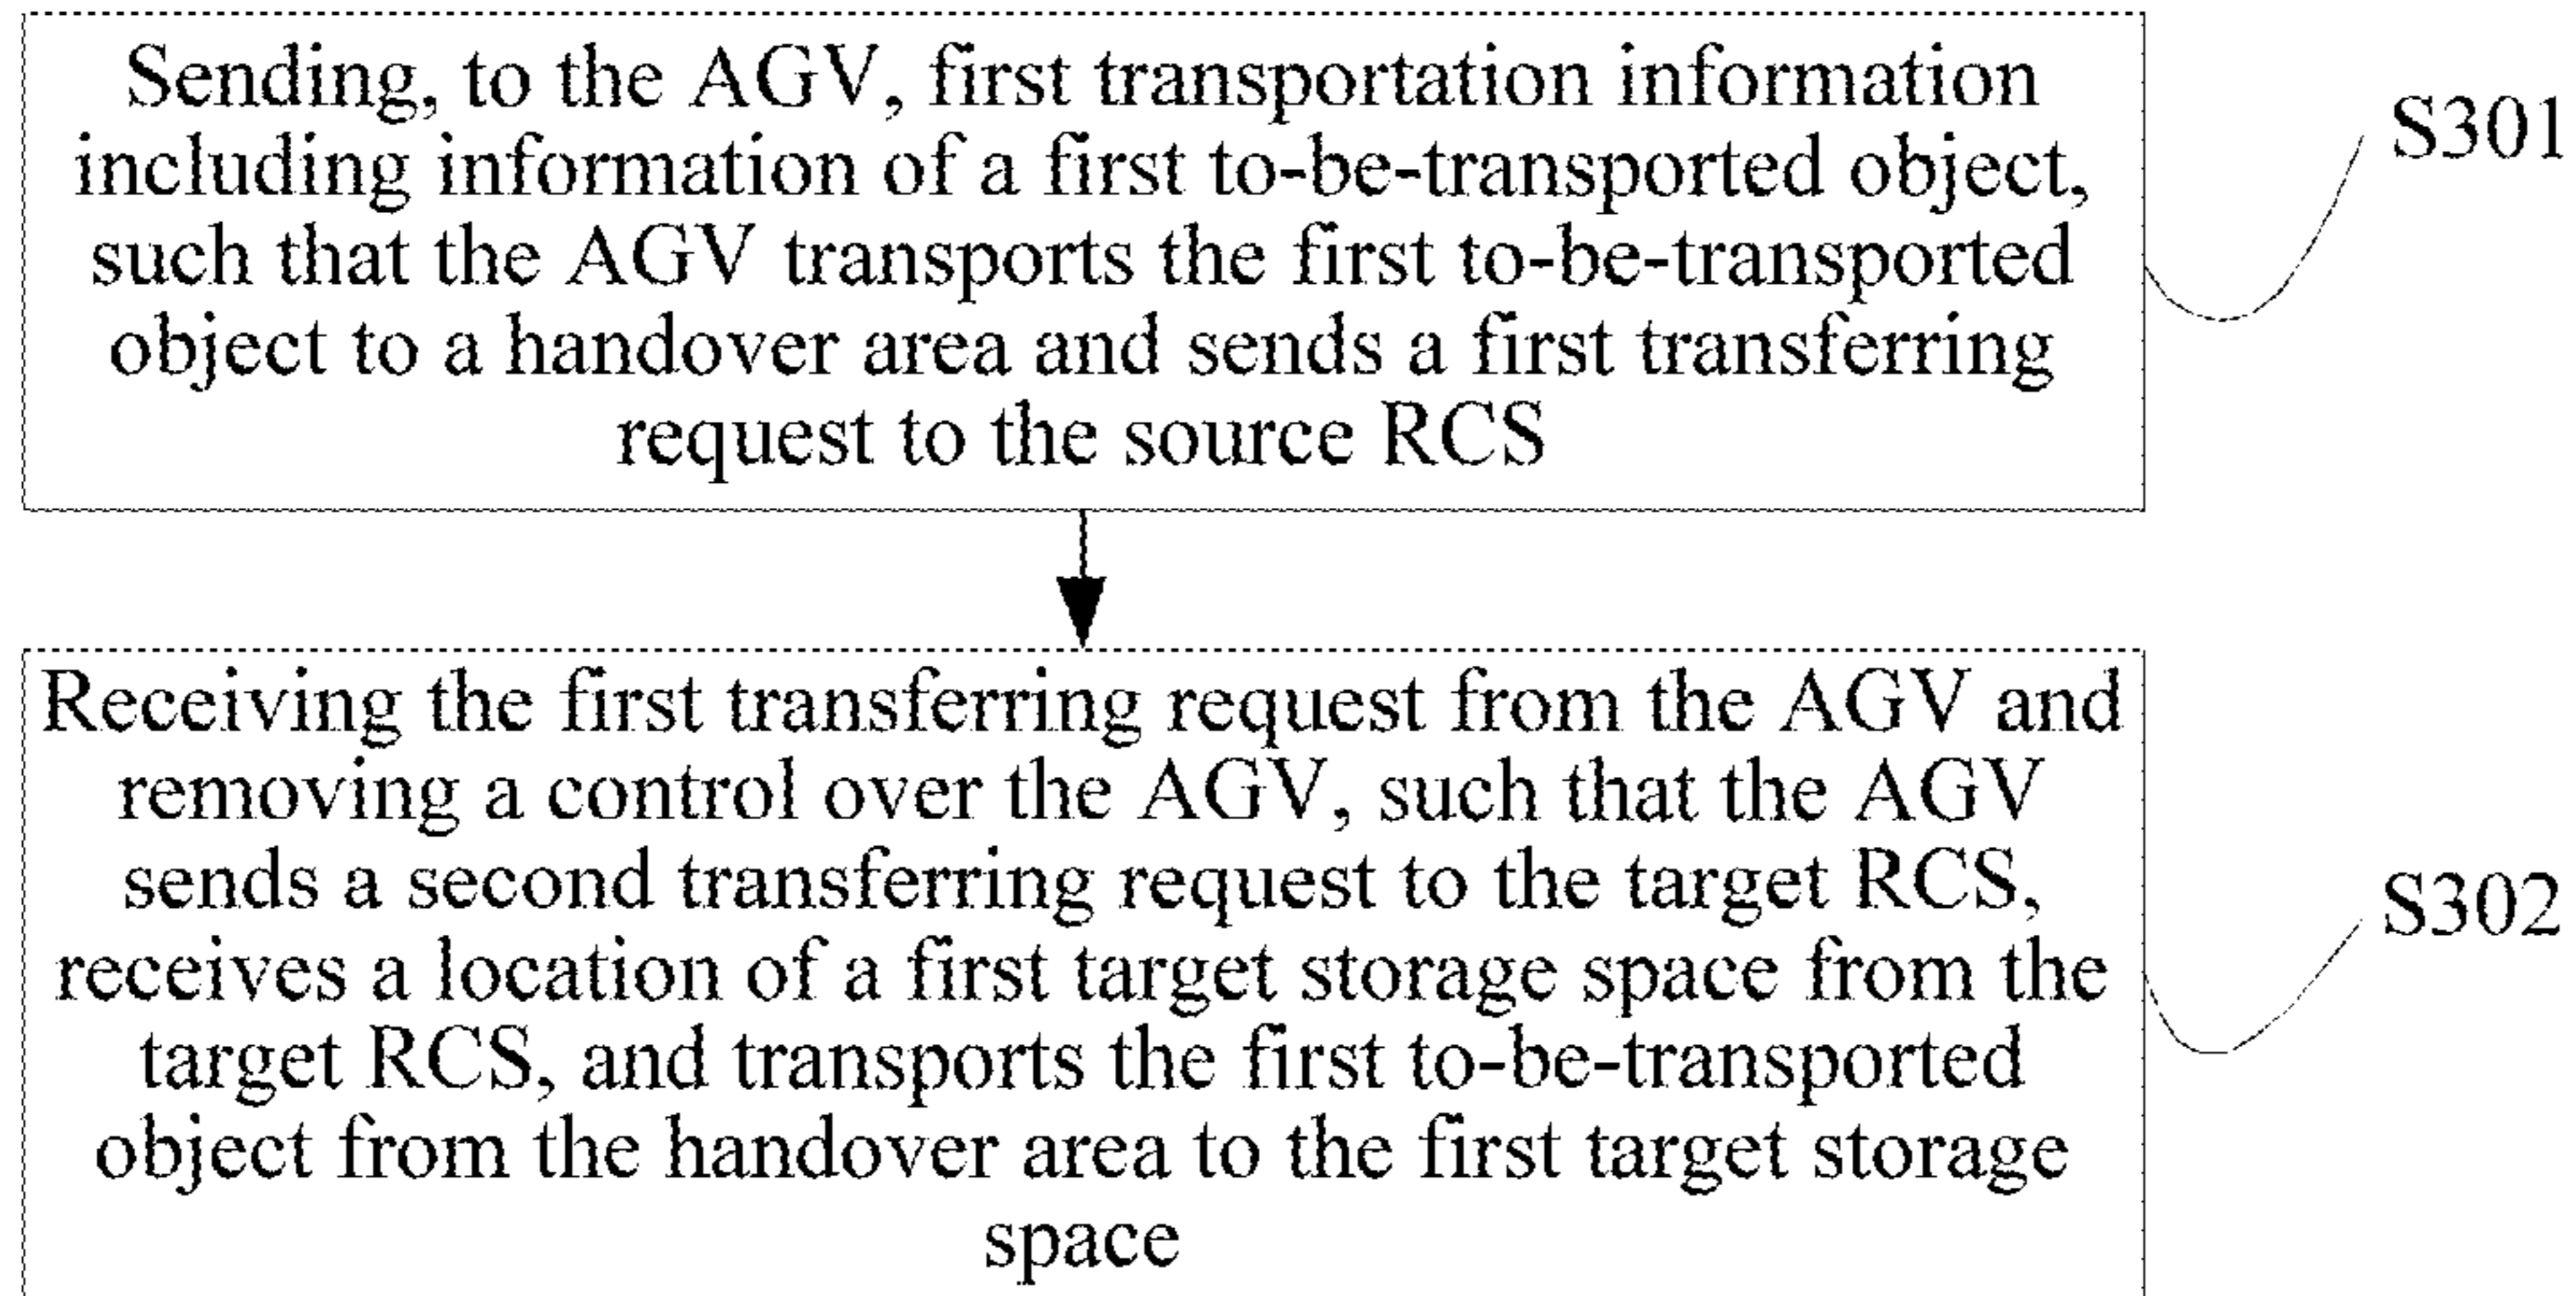 Sending, to the AGV, first transportation information
including information of a first to-be-transported object,
such that the AGV transports the first to-be-transported
object to a handover area and sends a first transferring
request to the source RCS
S301
Receiving the first transferring request from the AGV and
removing a control over the AGV, such that the AGV
sends a second transferring request to the target RCS,
receives a location of a first target storage space from the
target RCS, and transports the first to-be-transported
object from the handover area to the first target storage
space
S302